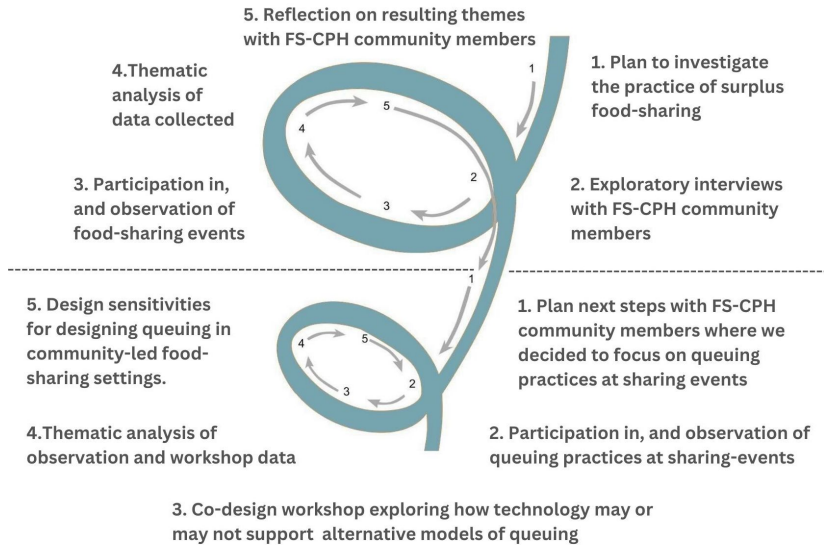 5. Reflection on resulting themes
with FS-CPH community members
1. Plan to investigate
the practice of surplus
food-sharing
4.Thematic
analysis of
data collected
1
5
4
2
3
3. Participation in,
and observation of
food-sharing events
2. Exploratory interviews
with FS-CPH community
members
1
5. Design sensitivities
for designing queuing in
community-led food-
sharing settings.
1. Plan next steps with FS-CPH
community members where we
decided to focus on queuing
practices at sharing events
5
4
2
3
4.Thematic analysis of
observation and workshop data
2. Participation in, and observation of
queuing practices at sharing-events
3. Co-design workshop exploring how technology may or
may not support alternative models of queuing